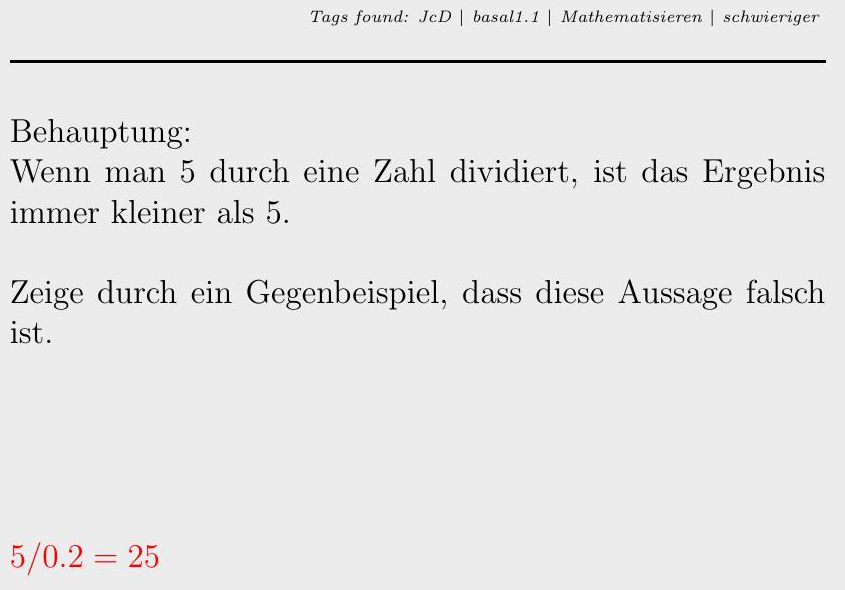 Tags found: JcD | basal1.1 | Mathematisieren | schwieriger
Behauptung:
Wenn man 5 durch eine Zahl dividiert, ist das Ergebnis
immer kleiner als 5.
Zeige durch ein Gegenbeispiel, dass diese Aussage falsch
ist.
5/0.2 = 25